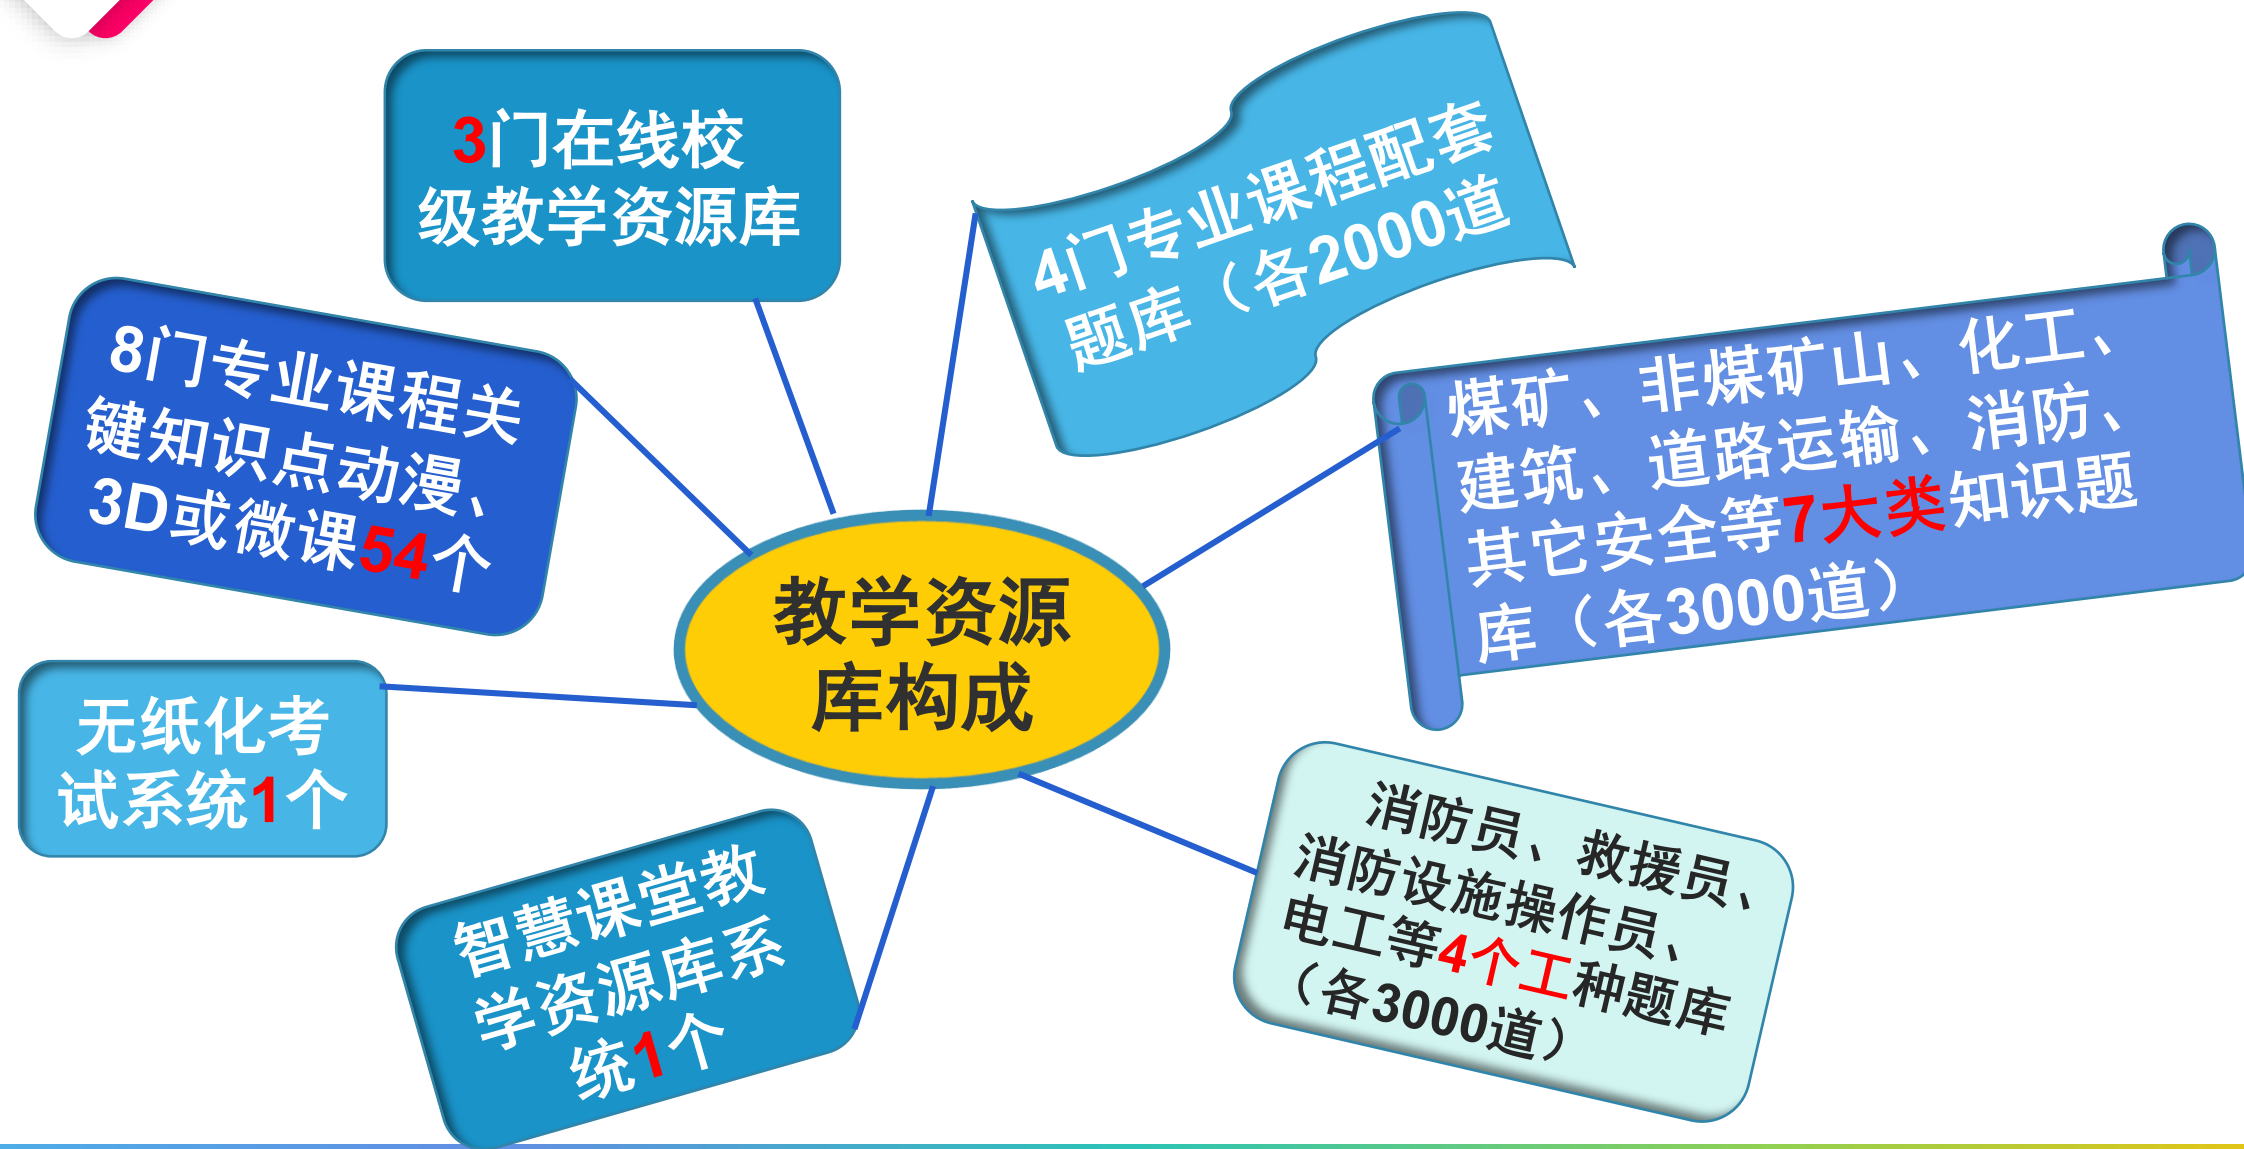 3门在线校
级教学资源库
4门专业课程配套
题库（各2000道
8门专业课程关
键知识点动漫、
3D或微课54个
煤矿、非煤矿山、化工、
建筑、道路运输、消防、
其它安全等7大类知识题
库（各3000道）
教学资源
库构成
无纸化考
试系统1个
智慧课堂教
学资源库系
统1个
消防员、救援员、
消防设施操作员、
电工等4个工种题库
（各3000道）